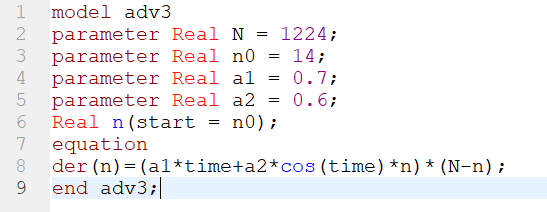 1 model adv3
2 parameter Real N = 1224;
3 parameter Real n0 = 14;
4 parameter Real a1 = 0.7;
5 parameter Real a2 = 0.6;
6 Real n(start = n0);
7 equation
8 der(n)=(a1*time+a2*cos(time)*n)*(N-n);
9 end adv3;